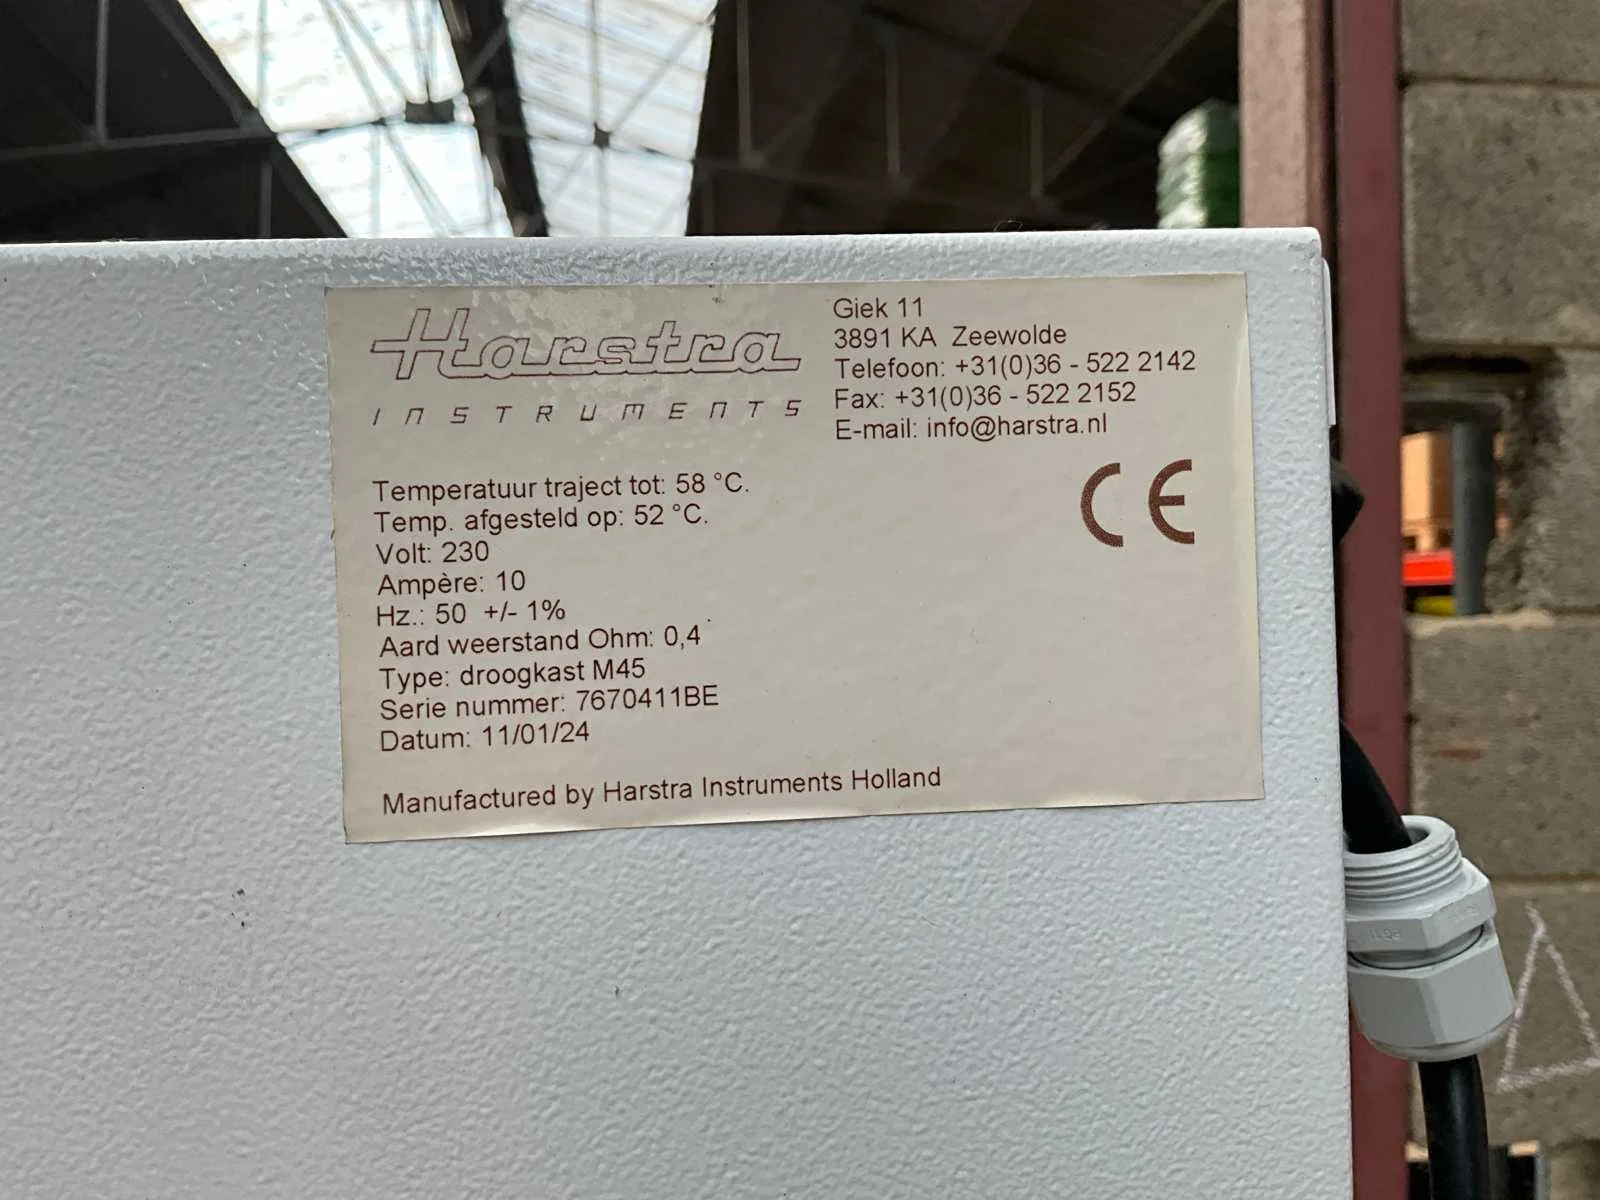 Harstra
INSTRUMENTS
Giek 11
3891 KA Zeewolde
Telefoon: +31(0)36 - 522 2142
Fax: +31(0)36 - 522 2152
E-mail: info@harstra.nl
CE
Temperatuur traject tot: 58 °C.
Temp. afgesteld op: 52 °C.
Volt: 230
Ampère: 10
Hz.: 50 +/- 1%
Aard weerstand Ohm: 0,4
Type: droogkast M45
Serie nummer: 7670411BE
Datum: 11/01/24
Manufactured by Harstra Instruments Holland